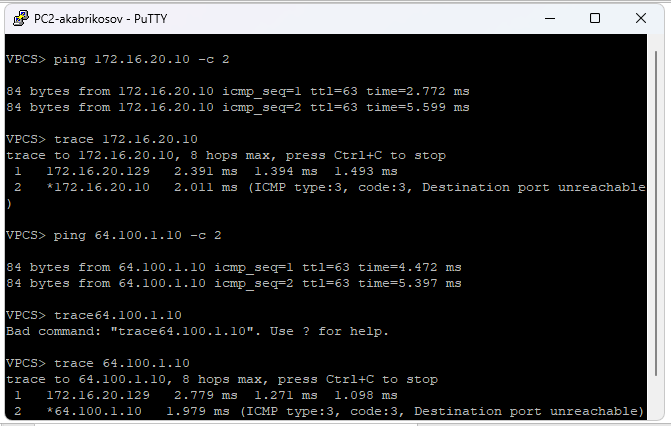 PC2-akabrikosov - PuTTY
VPCS> ping 172.16.20.10 -c 2
84 bytes from 172.16.20.10 icmp_seq=1 ttl=63 time=2.772 ms
84 bytes from 172.16.20.10 icmp_seq=2 ttl=63 time=5.599 ms
VPCS> trace 172.16.20.10
trace to 172.16.20.10, 8 hops max, press Ctrl+C to stop
 1   172.16.20.129   2.391 ms  1.394 ms  1.493 ms
 2   *172.16.20.10   2.011 ms (ICMP type:3, code:3, Destination port unreachable
)
VPCS> ping 64.100.1.10 -c 2
84 bytes from 64.100.1.10 icmp_seq=1 ttl=63 time=4.472 ms
84 bytes from 64.100.1.10 icmp_seq=2 ttl=63 time=5.397 ms
VPCS> trace64.100.1.10
Bad command: "trace64.100.1.10". Use ? for help.
VPCS> trace 64.100.1.10
trace to 64.100.1.10, 8 hops max, press Ctrl+C to stop
 1   172.16.20.129   2.779 ms  1.271 ms  1.098 ms
 2   *64.100.1.10   1.979 ms (ICMP type:3, code:3, Destination port unreachable)